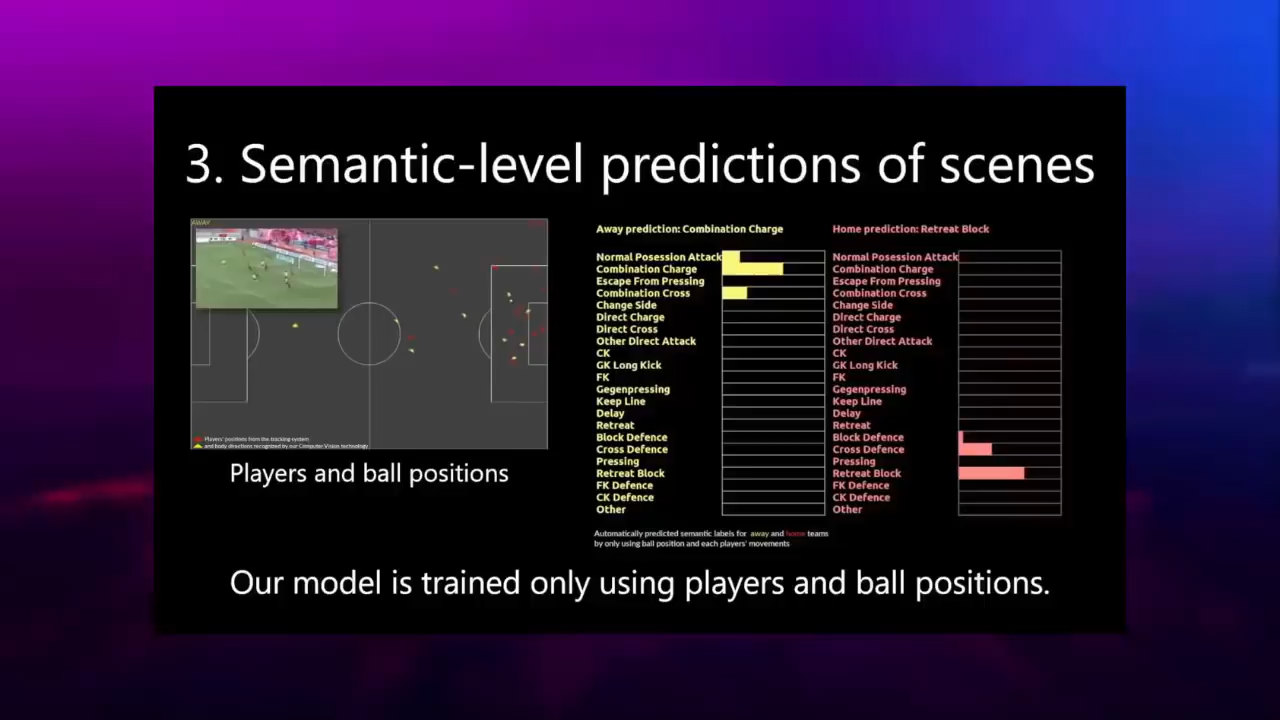 3. Semantic-level predictions of scenes
AWAY
Players' positions from the tracking system
and body directions recognized by our Computer Vision technology
Players and ball positions
Away prediction: Combination Charge
Normal Posession Attack
Combination Charge
Escape From Pressing
Combination Cross
Change Side
Direct Charge
Direct Cross
Other Direct Attack
CK
GK Long Kick
FK
Gegenpressing
Keep Line
Delay
Retreat
Block Defence
Cross Defence
Pressing
Retreat Block
FK Defence
CK Defence
Other
Home prediction: Retreat Block
Normal Posession Attack
Combination Charge
Escape From Pressing
Combination Cross
Change Side
Direct Charge
Direct Cross
Other Direct Attack
CK
GK Long Kick
FK
Gegenpressing
Keep Line
Delay
Retreat
Block Defence
Cross Defence
Pressing
Retreat Block
FK Defence
CK Defence
Other
Automatically predicted semantic labels for away and home teams
by only using ball position and each players' movements
Our model is trained only using players and ball positions.